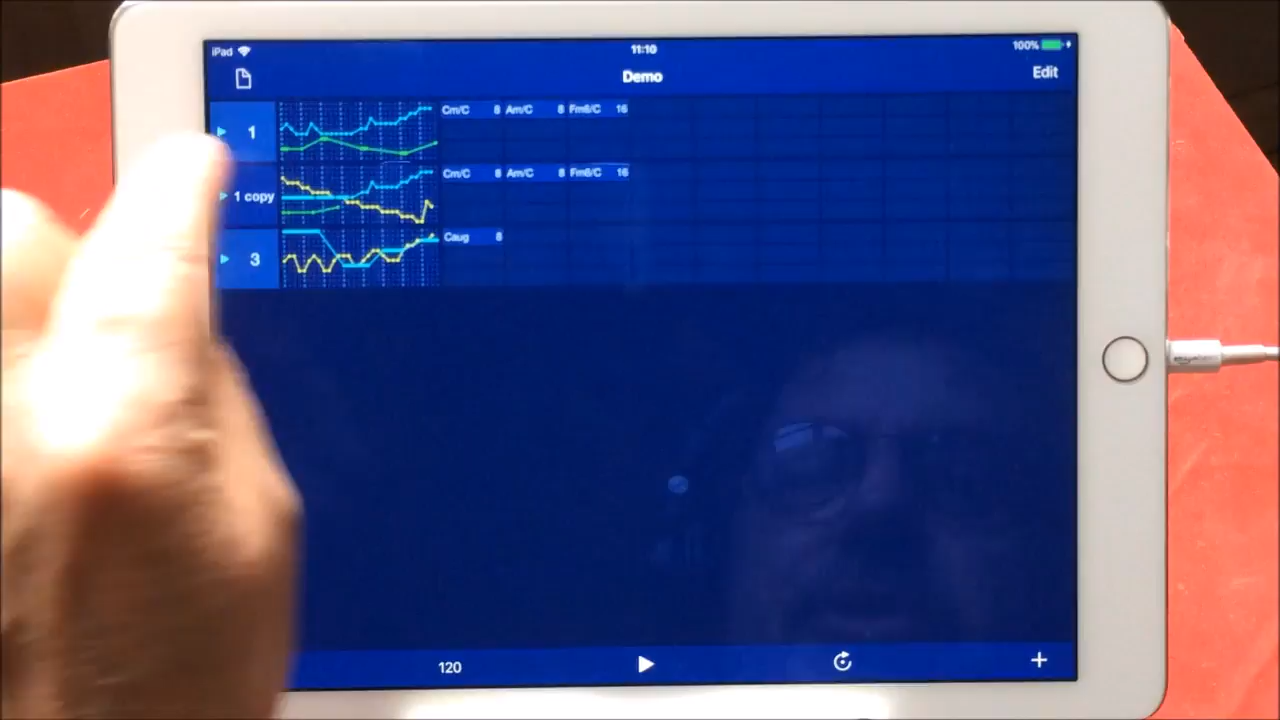 iPad 11:10 100%
Demo Edit
1 Cm/C 8 Am/C 8 Fm6/C 16
1 copy Cm/C 8 Am/C 8 Fm6/C 16
3 Caug 8
120